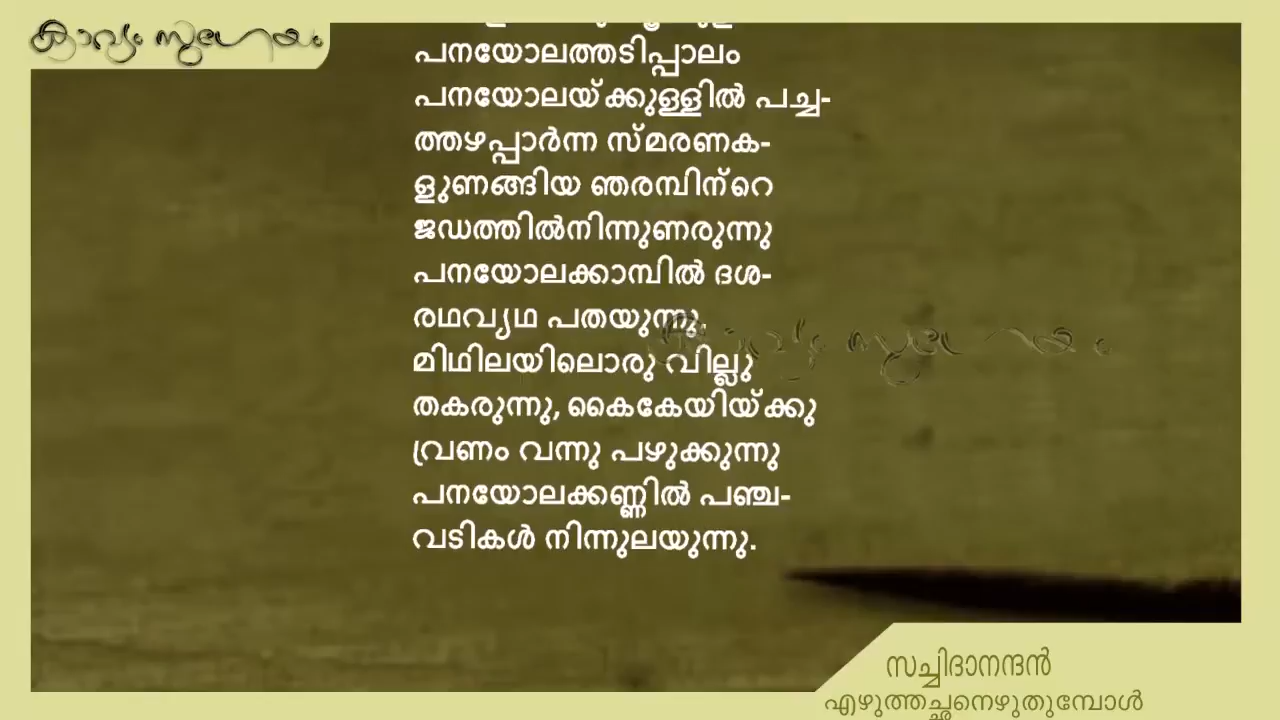 കാവ്യം സുഗേയം
പനയോലത്തടിപ്പാലം
പനയോലയ്ക്കുള്ളിൽ പച്ച-
ത്തഴപ്പാർന്ന സ്മരണക-
ളുണങ്ങിയ ഞരമ്പിന്റെ
ജഡത്തിൽനിന്നുണരുന്നു
പനയോലക്കാമ്പിൽ ദശ-
രഥവ്യഥ പതയുന്നു,
മിഥിലയിലൊരു വില്ലു
തകരുന്നു, കൈകേയിയ്ക്കു
വ്രണം വന്നു പഴുക്കുന്നു
പനയോലക്കണ്ണിൽ പഞ്ച-
വടികൾ നിന്നുലയുന്നു.
കാവ്യം സുഗേയം
സച്ചിദാനന്ദൻ
എഴുത്തച്ഛനെഴുതുമ്പോൾ